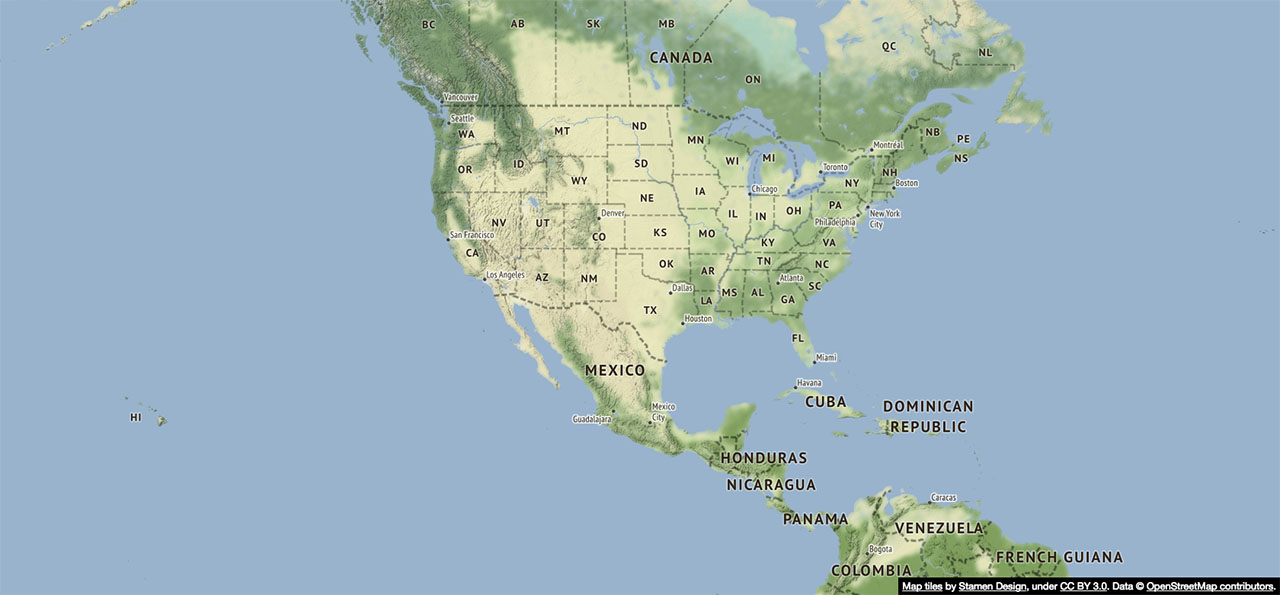 BC
AB
SK
MB
QC
NL
CANADA
ON
Vancouver
Seattle
WA
MT
ND
MN
NB
PE
Montréal
NS
OR
ID
SD
WI
MI
Toronto
NH
WY
IA
NY
Boston
Chicago
NE
PA
Denver
IL
IN
OH
New York
City
Philadelphia
NV
UT
CO
KS
MO
KY
VA
San Francisco
CA
OK
TN
NC
AR
Los Angeles
AZ
NM
Atlanta
SC
Dallas
MS
AL
GA
LA
TX
Houston
FL
Miami
MEXICO
Havana
CUBA
DOMINICAN
REPUBLIC
HI
Guadalajara
Mexico
City
HONDURAS
NICARAGUA
Caracas
PANAMA
VENEZUELA
Bogota
FRENCH GUIANA
COLOMBIA
Map tiles by Stamen Design, under CC BY 3.0. Data © OpenStreetMap contributors.